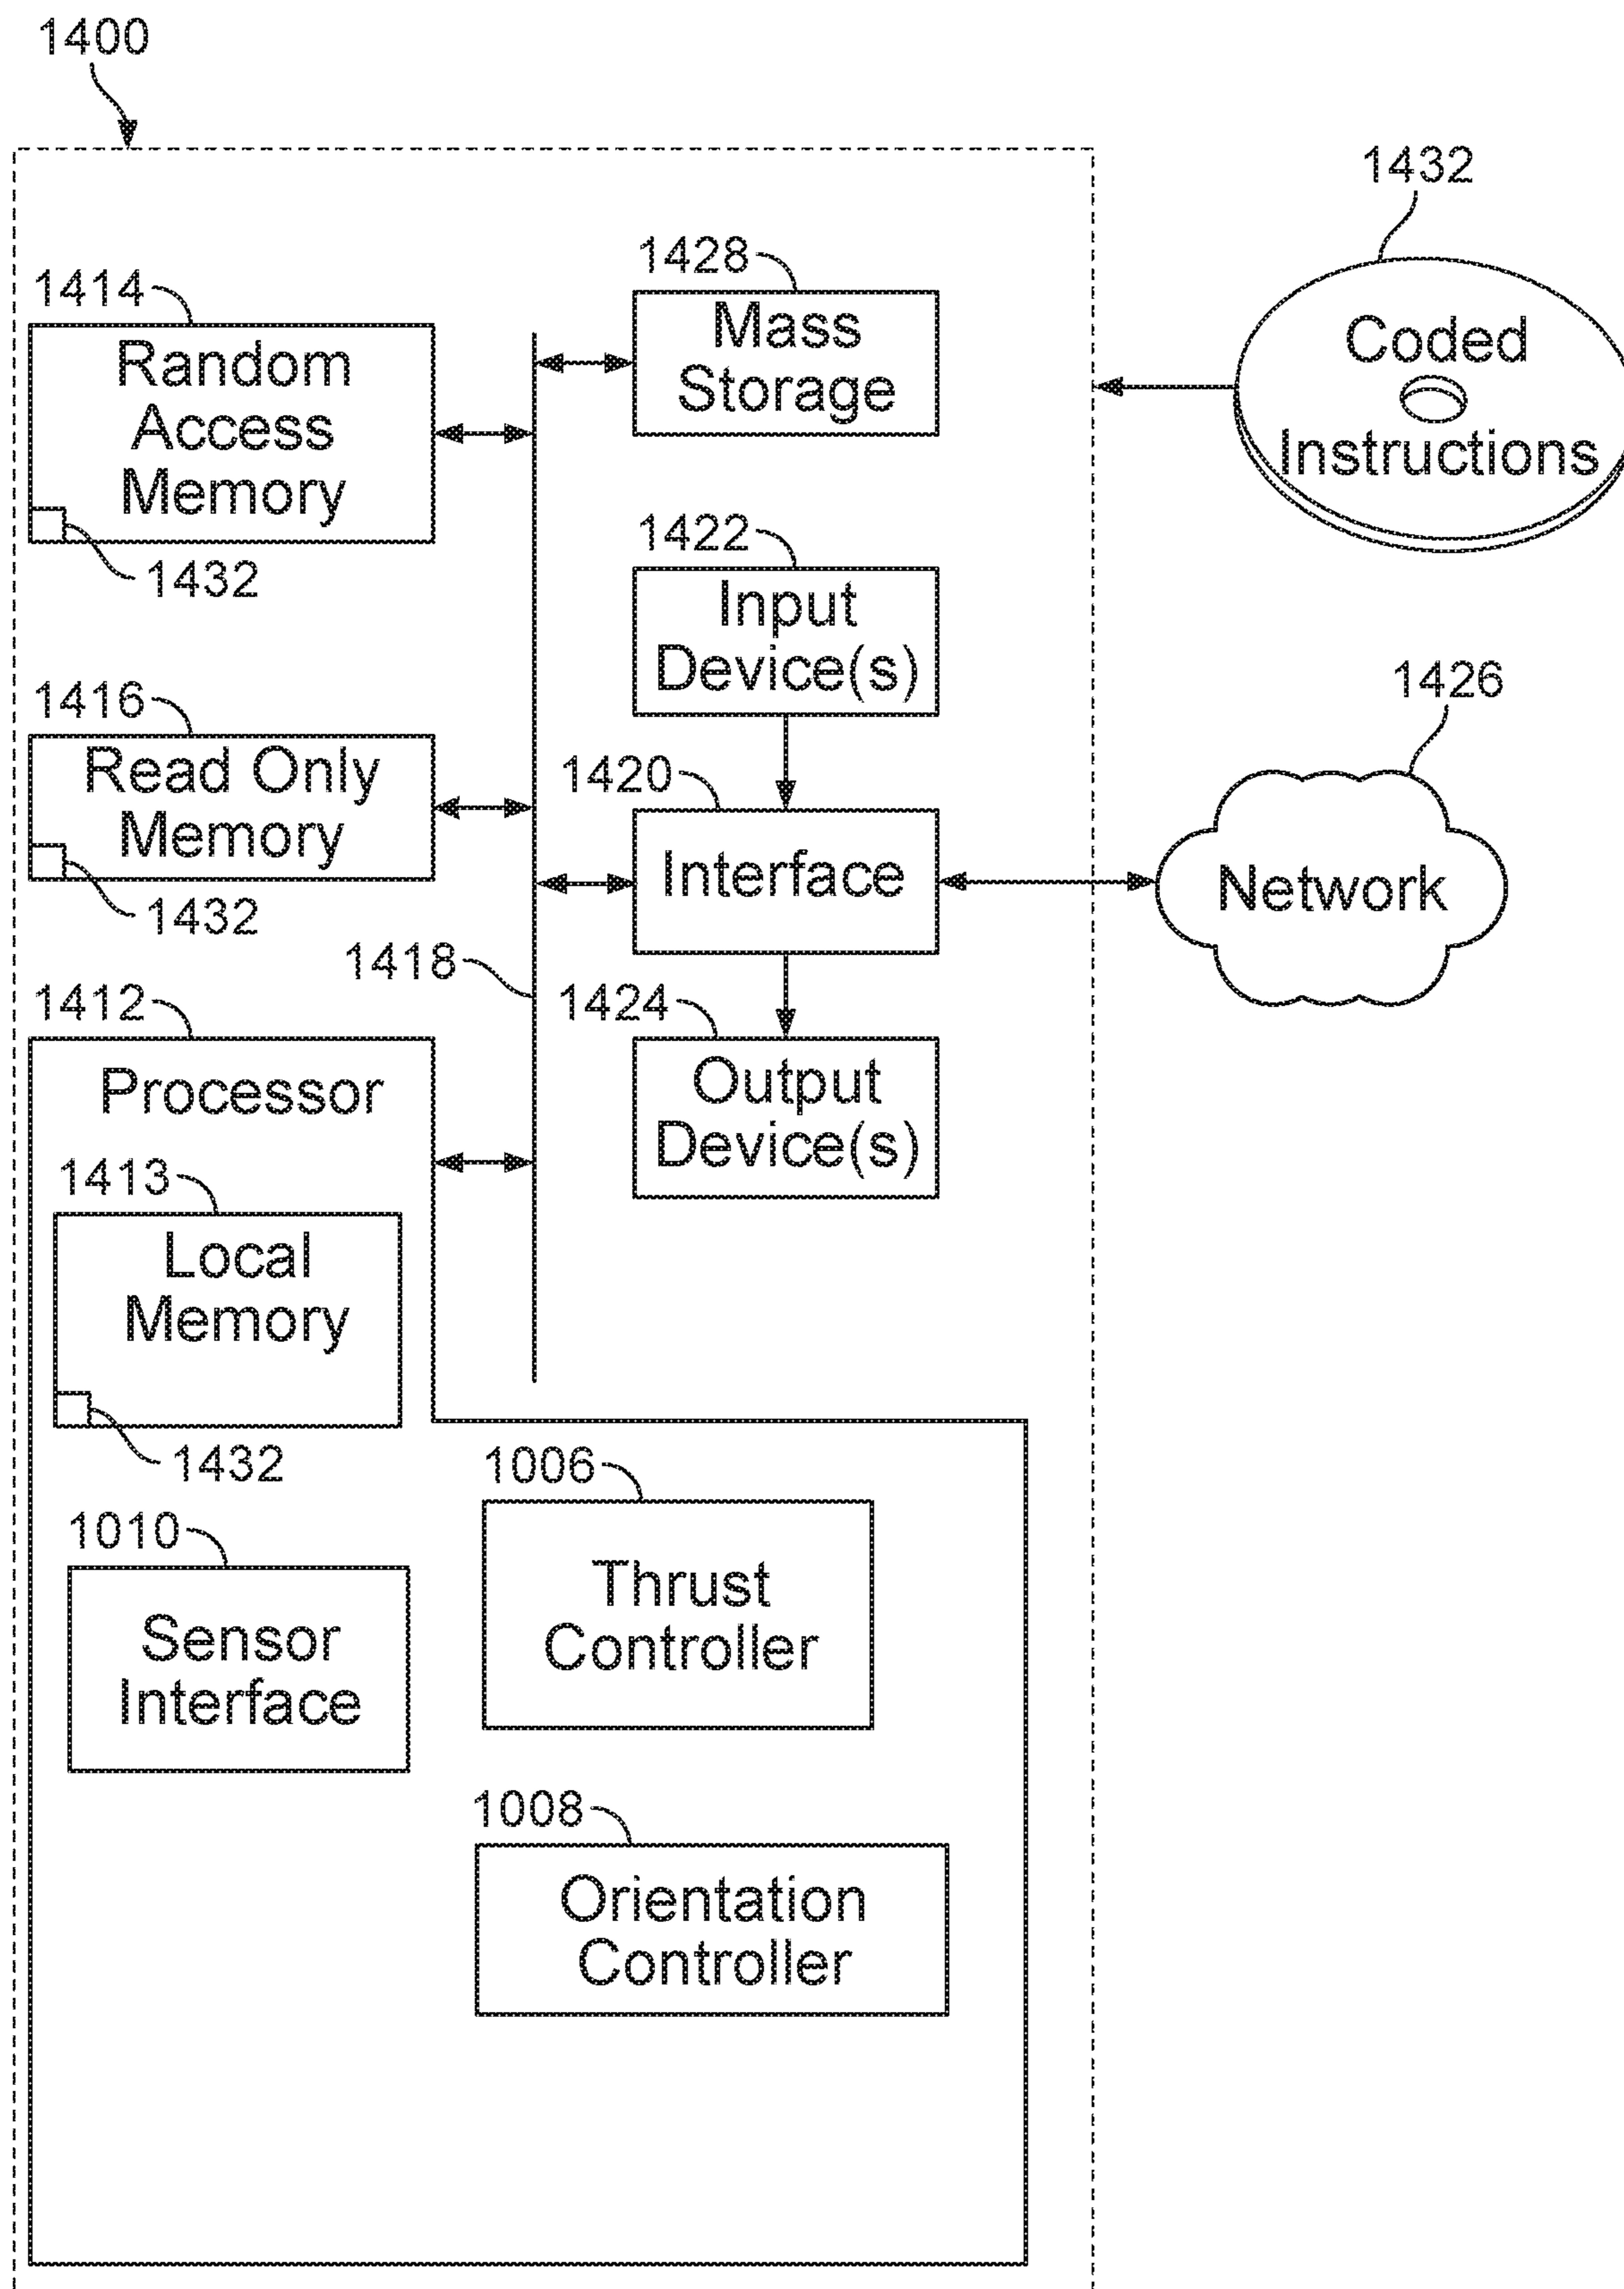 1400
1432
1428
Mass
Storage
1414
Random
Access
Memory
1432
Coded
Instructions
1422
Input
Device(s)
1426
Network
1416
Read Only
Memory
1432
1420
Interface
1418
1424
Output
Device(s)
1412
Processor
1413
Local
Memory
1432
1006
Thrust
Controller
1010
Sensor
Interface
1008
Orientation
Controller